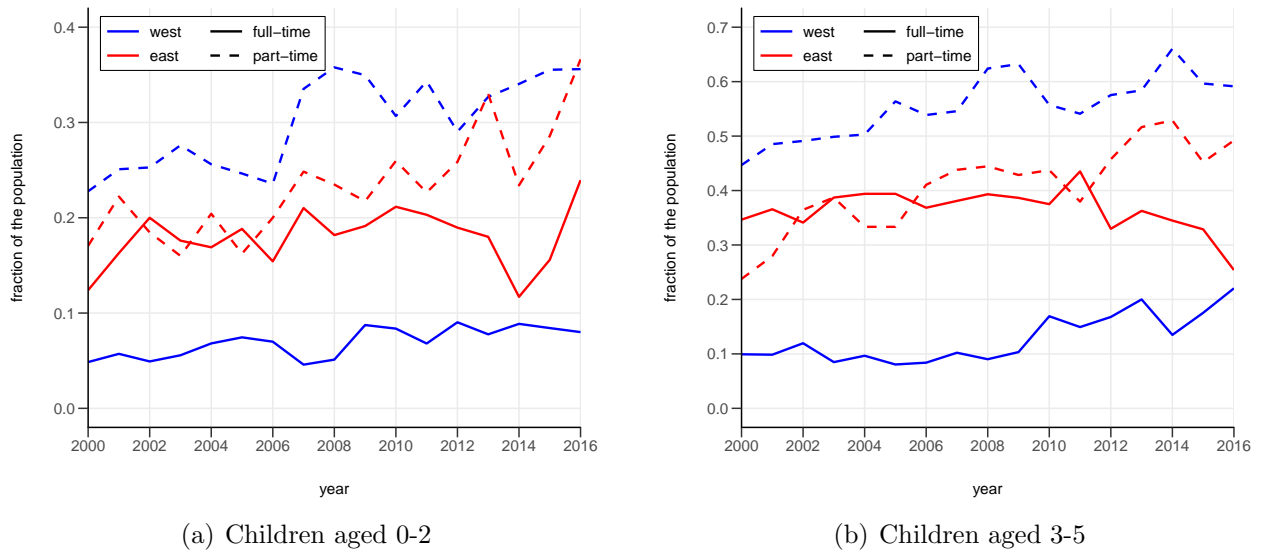 west full−time
east part−time
fraction of the population
0.4
0.3
0.2
0.1
0.0
2000 2002 2004 2006 2008 2010 2012 2014 2016
year
(a) Children aged 0-2
west full−time
east part−time
fraction of the population
0.7
0.6
0.5
0.4
0.3
0.2
0.1
0.0
2000 2002 2004 2006 2008 2010 2012 2014 2016
year
(b) Children aged 3-5